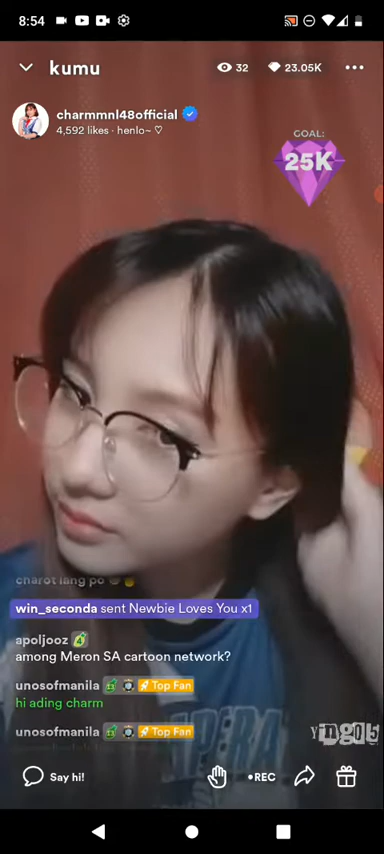 8:54
kumu
32
23.05K
charmmnl48official
4,592 likes · henlo~ ♡
GOAL:
25K
charot lang po
win_seconda sent Newbie Loves You x1
apoljooz 4
among Meron SA cartoon network?
unosofmanila Top Fan
hi ading charm
unosofmanila Top Fan
Say hi!
•REC